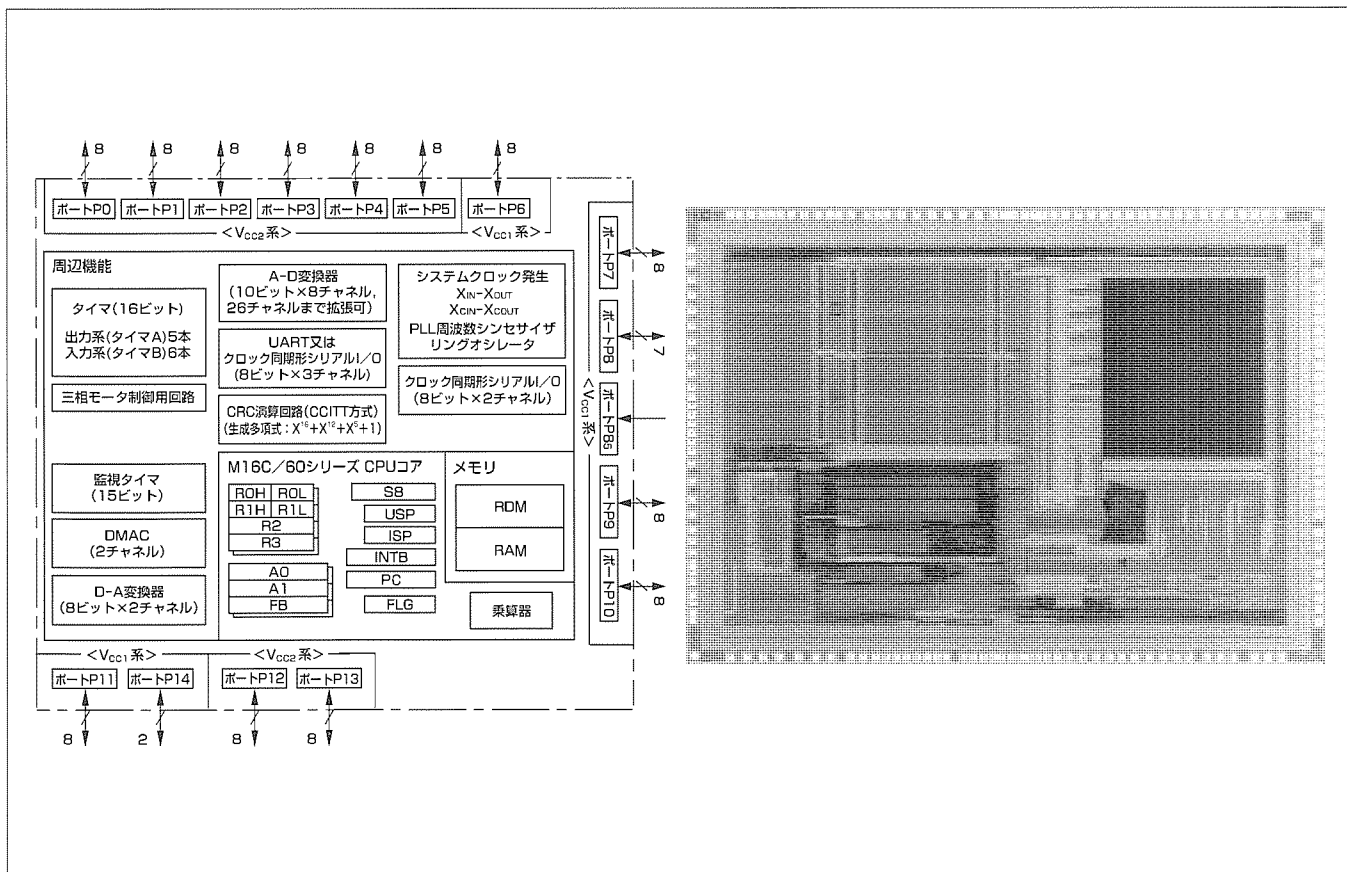 8 8 8 8 8 8 8
ポートP0 ポートP1 ポートP2 ポートP3 ポートP4 ポートP5 ポートP6
<VCC2系> <VCC1系>
周辺機能
タイマ(16ビット)
出力系(タイマA)5本
入力系(タイマB)6本
三相モータ制御用回路
監視タイマ
(15ビット)
DMAC
(2チャネル)
D-A変換器
(8ビット×2チャネル)
A-D変換器
(10ビット×8チャネル,
26チャネルまで拡張可)
UART又は
クロック同期形シリアルI/O
(8ビット×3チャネル)
CRC演算回路(CCITT方式)
(生成多項式:X16+X12+X5+1)
システムクロック発生
XIN-XOUT
XCIN-XCOUT
PLL周波数シンセサイザ
リングオシレータ
クロック同期形シリアルI/O
(8ビット×2チャネル)
M16C/60シリーズ CPUコア
R0H R0L
R1H R1L
R2
R3
A0
A1
FB
SB
USP
ISP
INTB
PC
FLG
メモリ
RDM
RAM
乗算器
<VCC1系>
ポートP7
8
ポートP8
7
ポートP85
ポートP9
8
ポートP10
8
<VCC1系> <VCC2系>
ポートP11 ポートP14 ポートP12 ポートP13
8 2 8 8